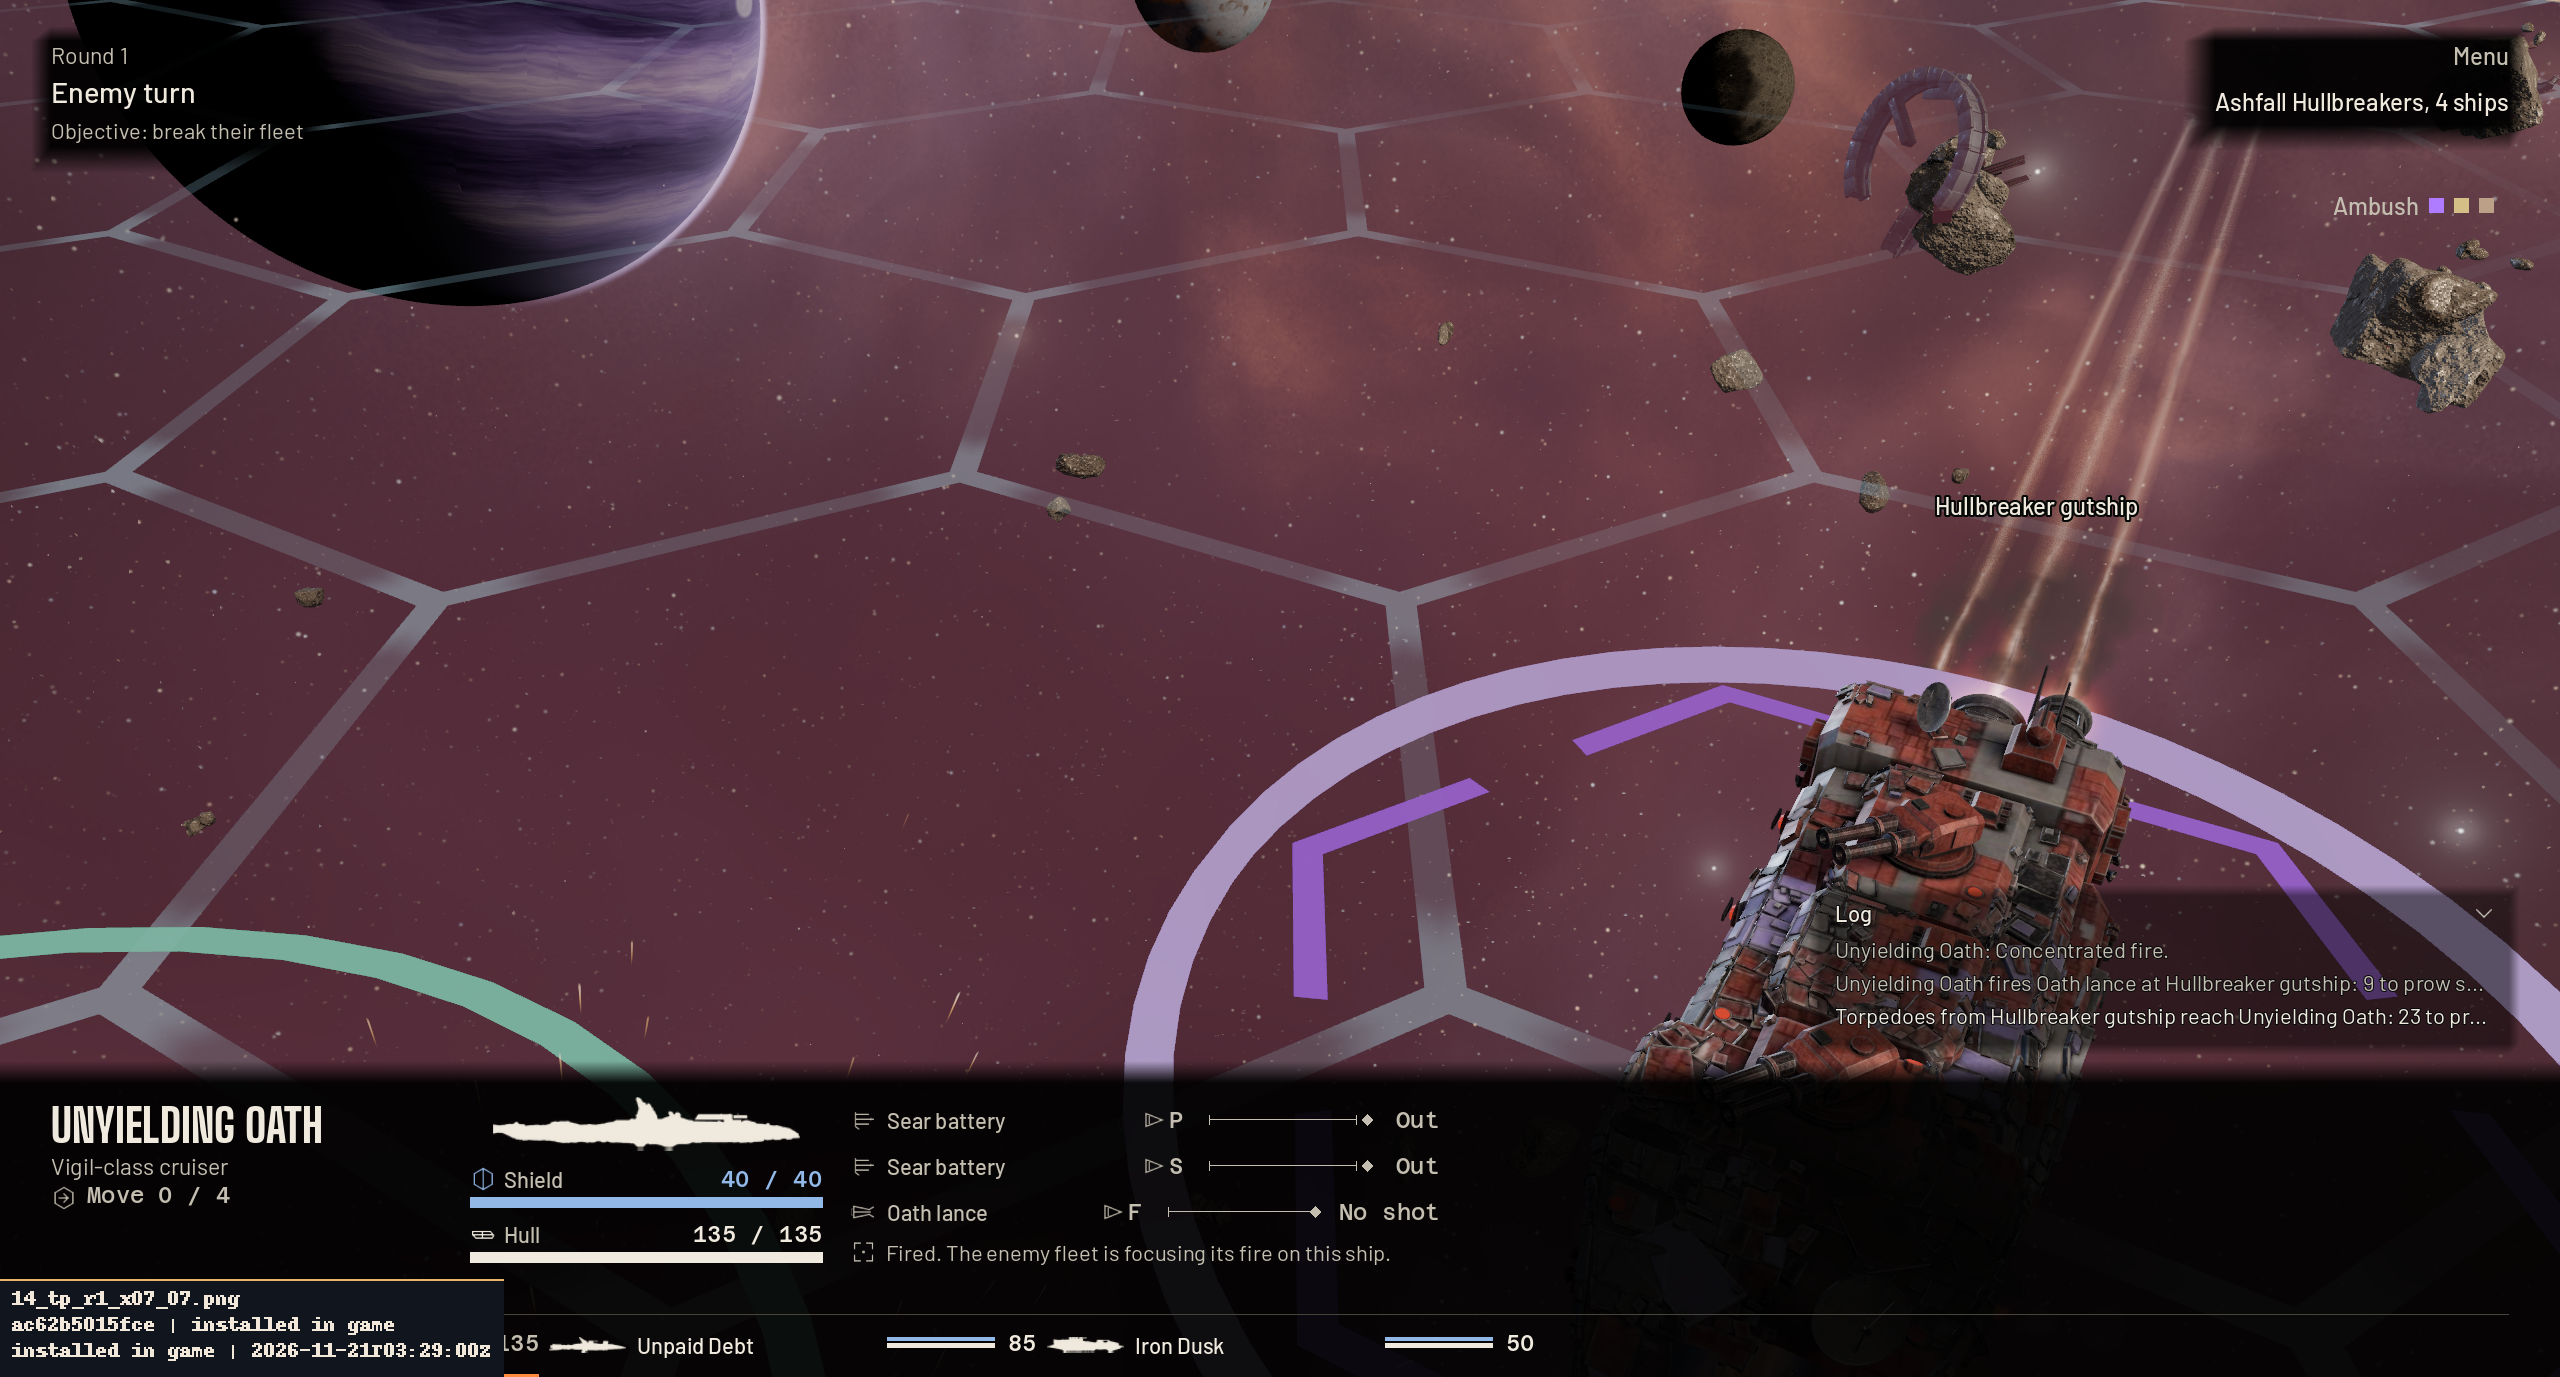 Round 1
Enemy turn
Objective: break their fleet
Menu
Ashfall Hullbreakers, 4 ships
Ambush
Hullbreaker gutship
Log
Unyielding Oath: Concentrated fire.
Unyielding Oath fires Oath lance at Hullbreaker gutship: 9 to prow s...
Torpedoes from Hullbreaker gutship reach Unyielding Oath: 23 to pr...
UNYIELDING OATH
Vigil-class cruiser
Move 0 / 4
Shield 40 / 40
Hull 135 / 135
Sear battery P Out
Sear battery S Out
Oath lance F No shot
Fired. The enemy fleet is focusing its fire on this ship.
135 Unpaid Debt 85 Iron Dusk 50
14_tp_r1_x07_07.png
ac62b5015fce | installed in game
installed in game | 2026-11-21T03:29:00Z